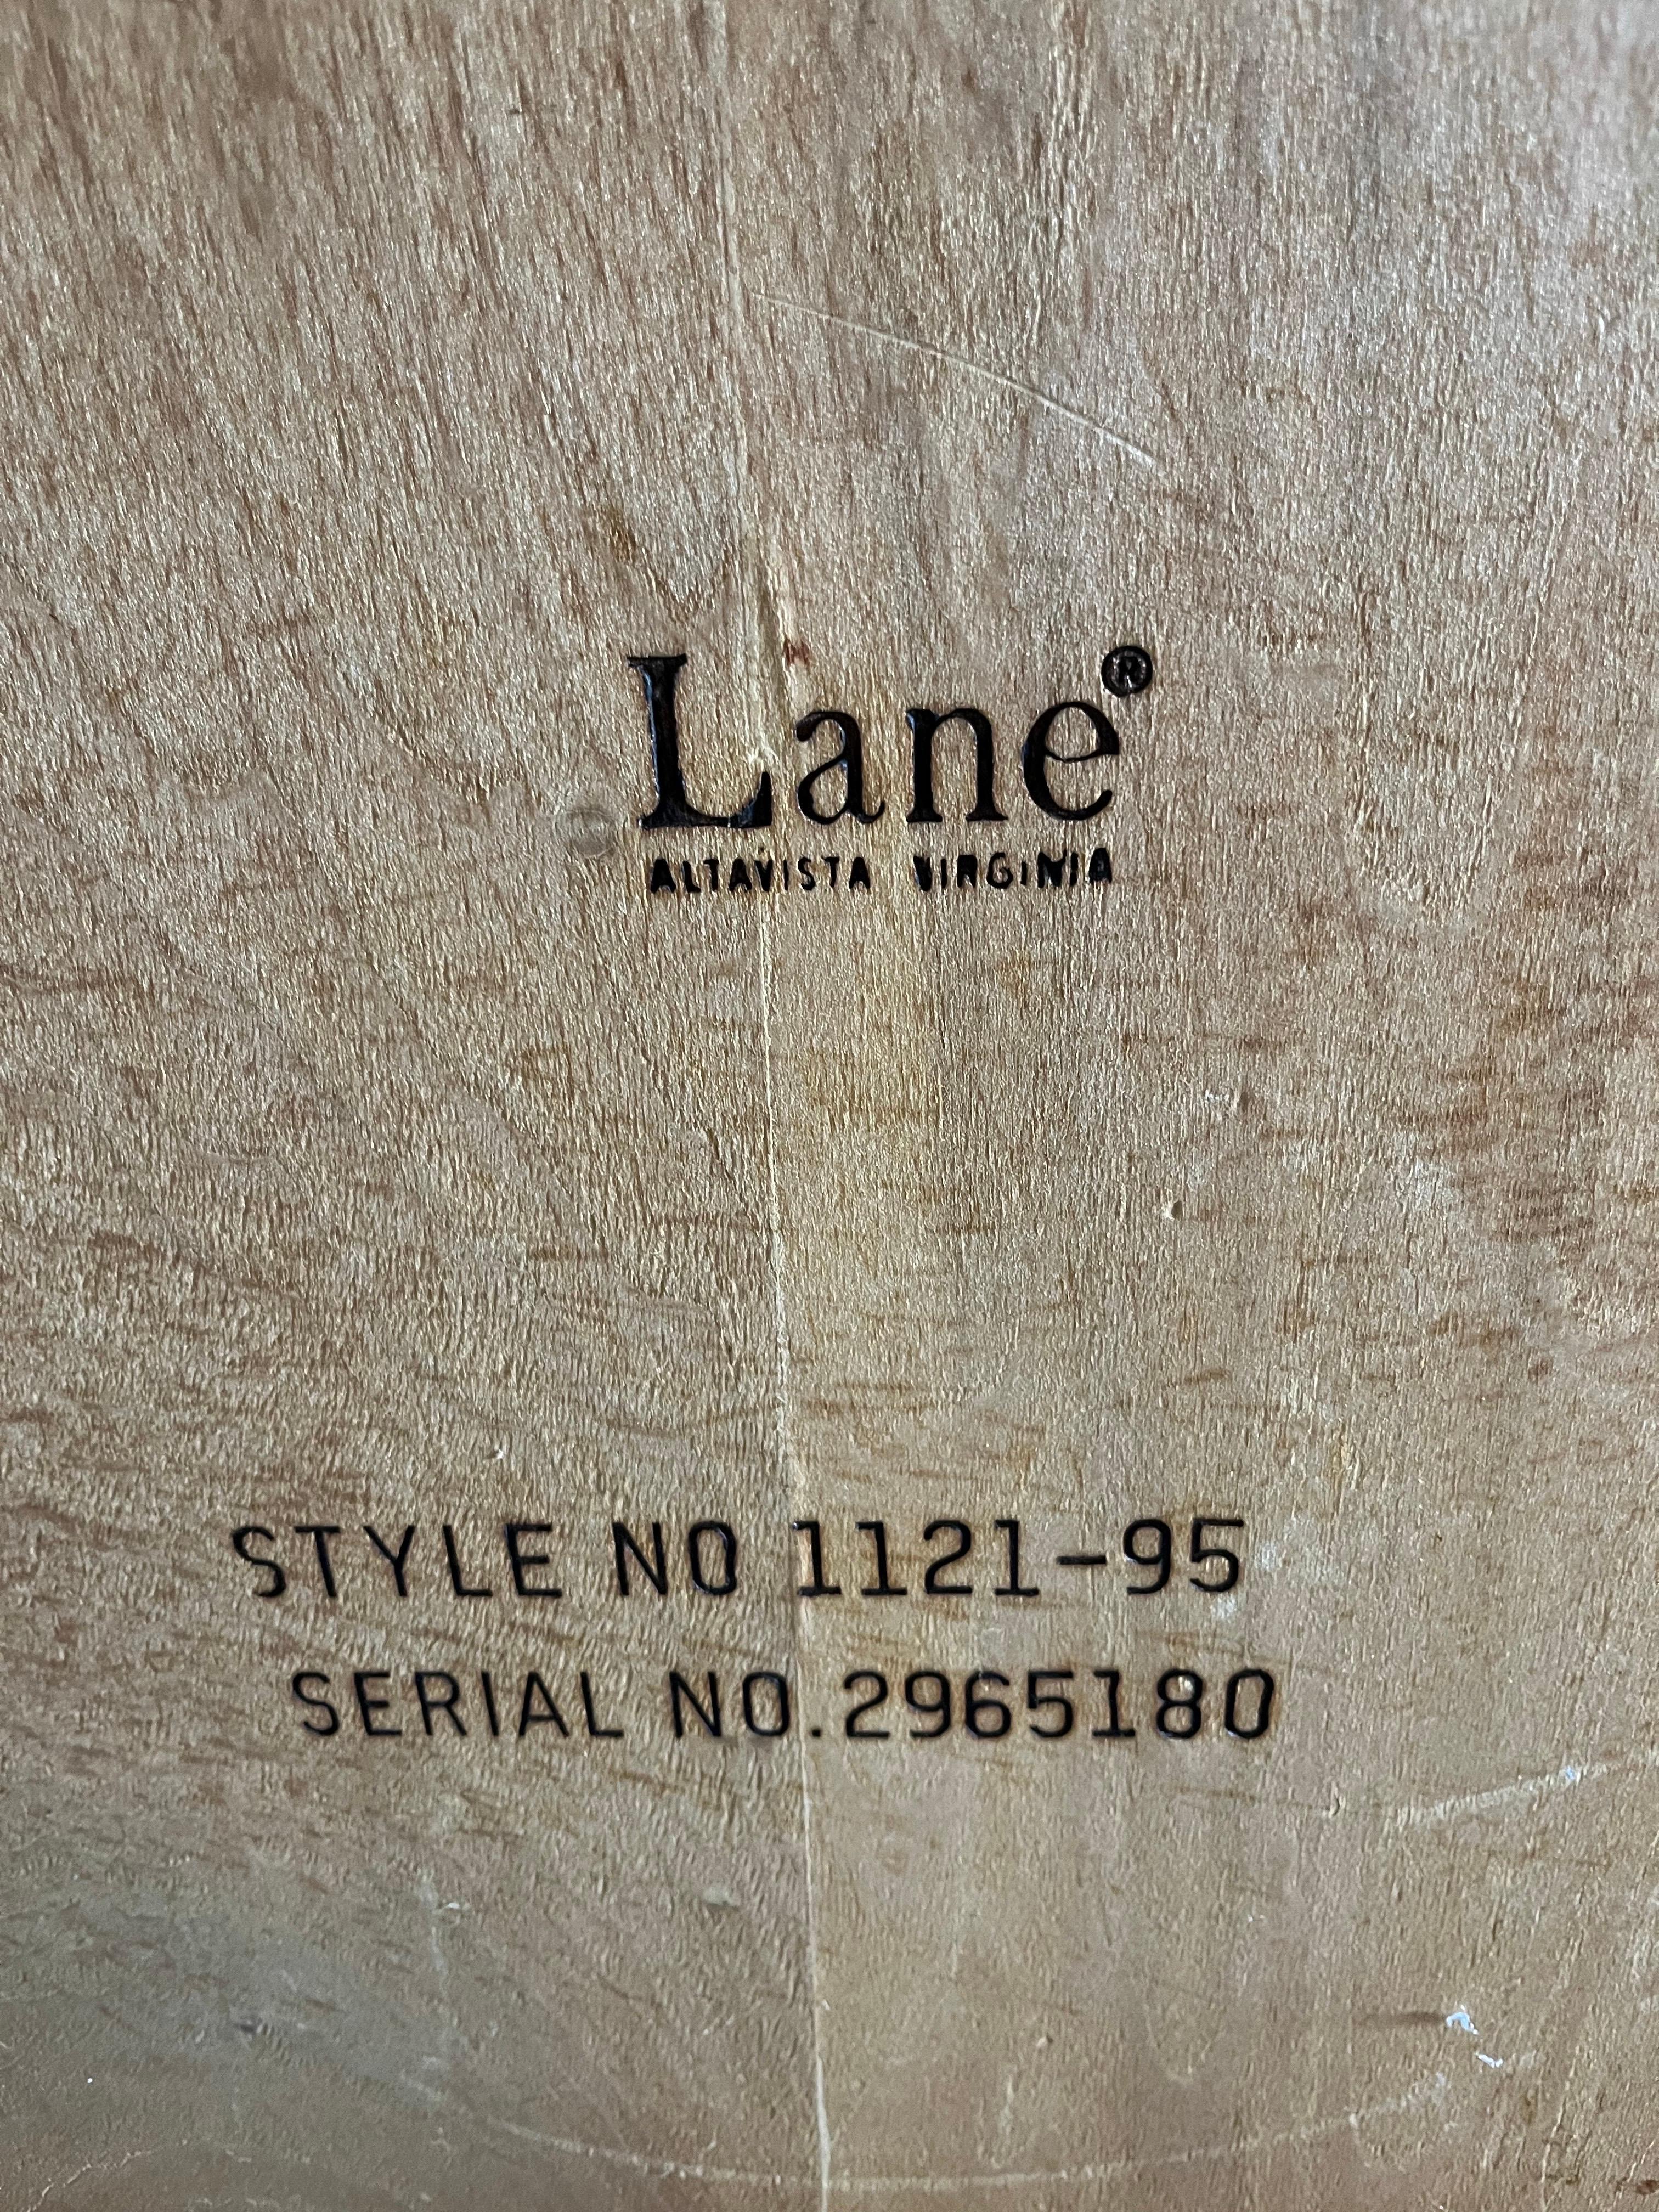 Lane®
ALTAVISTA VIRGINIA
STYLE NO 1121-95
SERIAL NO.2965180